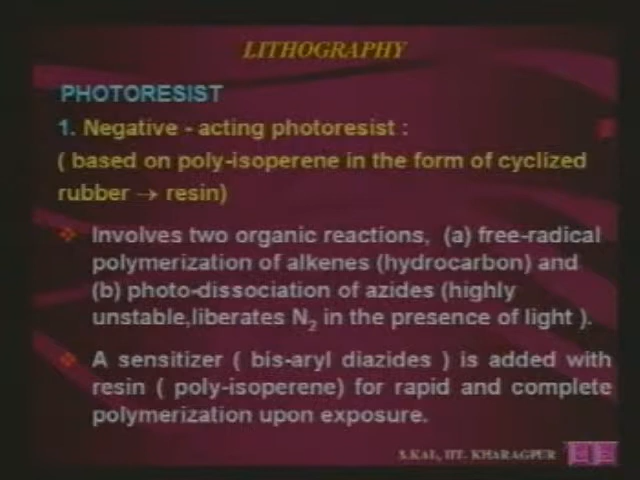 LITHOGRAPHY
PHOTORESIST
1. Negative - acting photoresist :
( based on poly-isoperene in the form of cyclized
rubber → resin)
Involves two organic reactions, (a) free-radical
polymerization of alkenes (hydrocarbon) and
(b) photo-dissociation of azides (highly
unstable,liberates N2 in the presence of light ).
A sensitizer ( bis-aryl diazides ) is added with
resin ( poly-isoperene) for rapid and complete
polymerization upon exposure.
S.KAL, IIT. KHARAGPUR